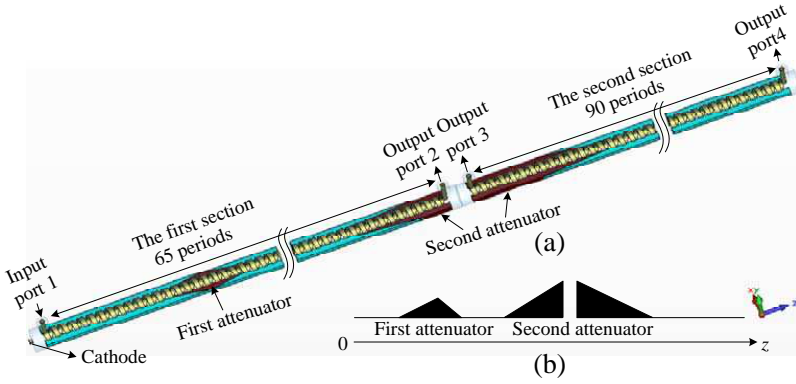 Output
port4
The second section
90 periods
Output Output
port 2 port 3
The first section
65 periods
Second attenuator
(a)
Input
port 1
First attenuator
Cathode
First attenuator Second attenuator
0
z
(b)
x
y
z